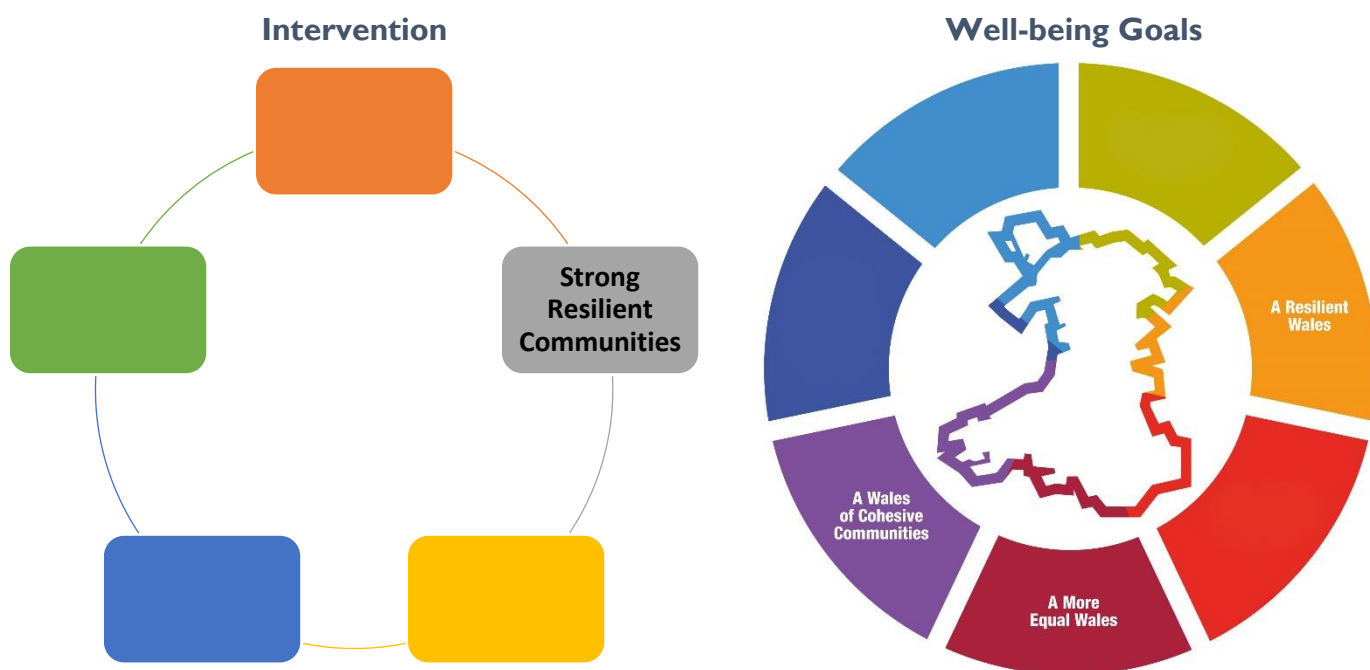 Intervention
Strong
Resilient
Communities
Well-being Goals
A Resilient
Wales
A Wales
of Cohesive
Communities
A More
Equal Wales